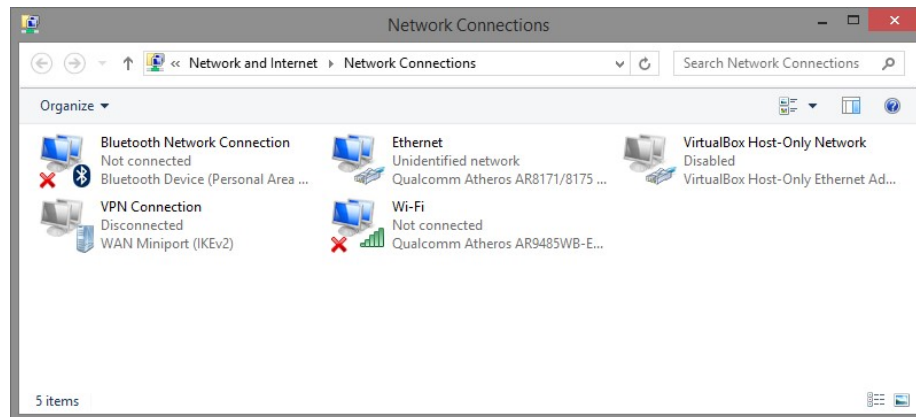 Network Connections
« Network and Internet Network Connections
Search Network Connections
Organize
Bluetooth Network Connection
Not connected
Bluetooth Device (Personal Area ...
Ethernet
Unidentified network
Qualcomm Atheros AR8171/8175 ...
VirtualBox Host-Only Network
Disabled
VirtualBox Host-Only Ethernet Ad...
VPN Connection
Disconnected
WAN Miniport (IKEv2)
Wi-Fi
Not connected
Qualcomm Atheros AR9485WB-E...
5 items